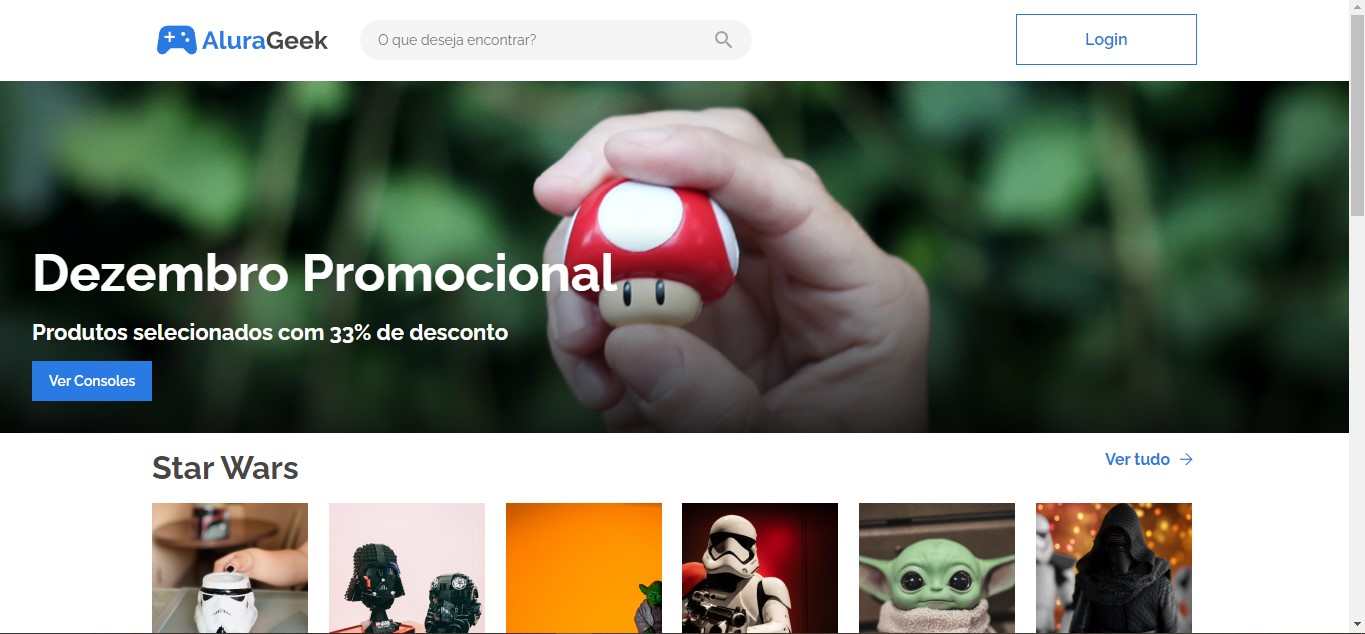 AluraGeek
O que deseja encontrar?
Login
Dezembro Promocional
Produtos selecionados com 33% de desconto
Ver Consoles
Star Wars
Ver tudo